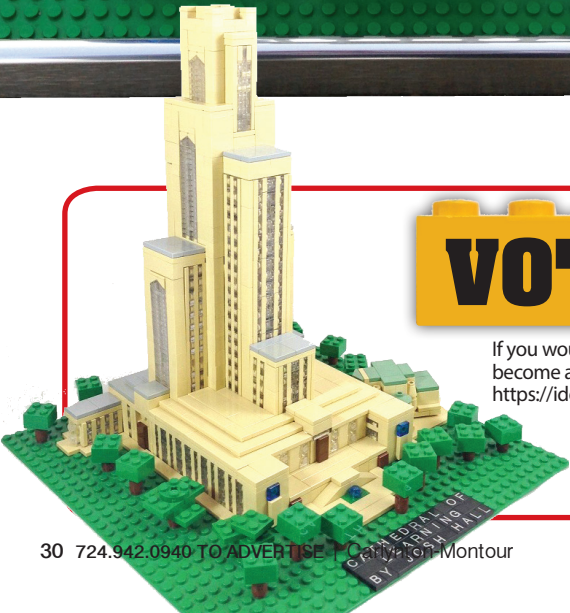 VOT
If you wou
become a
https://id
CATHEDRAL OF
LEARNING
BY JOSH HALL
30 724.942.0940 TO ADVERTISE | Carlynton-Montour